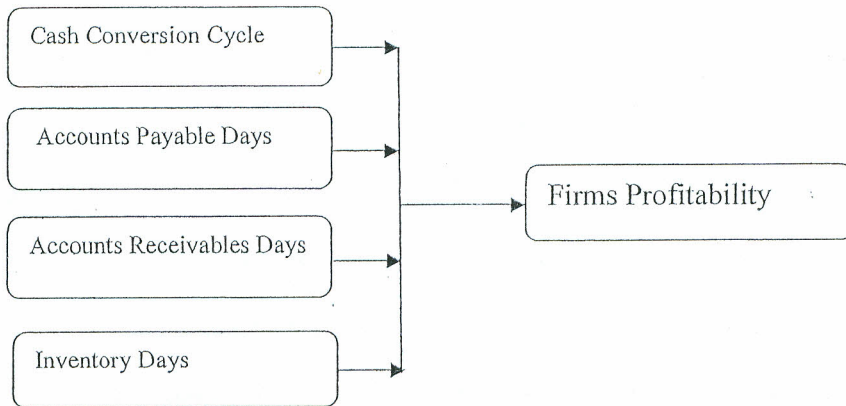 Cash Conversion Cycle
Accounts Payable Days
Accounts Receivables Days
Inventory Days
Firms Profitability